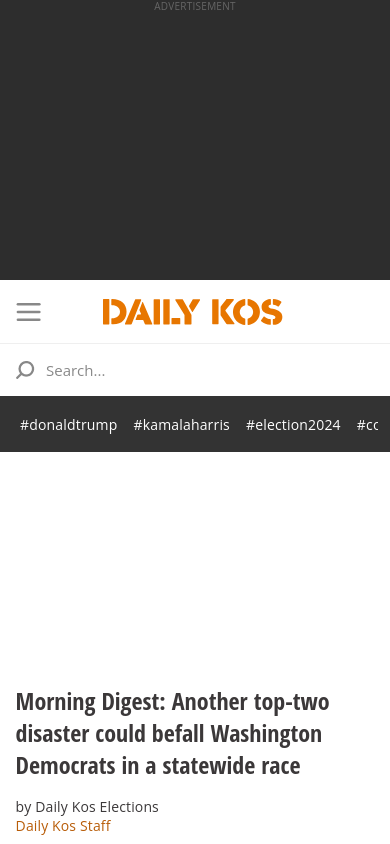 ADVERTISEMENT
DAILY KOS
Search...
#donaldtrump #kamalaharris #election2024
Morning Digest: Another top-two
disaster could befall Washington
Democrats in a statewide race
by Daily Kos Elections
Daily Kos Staff